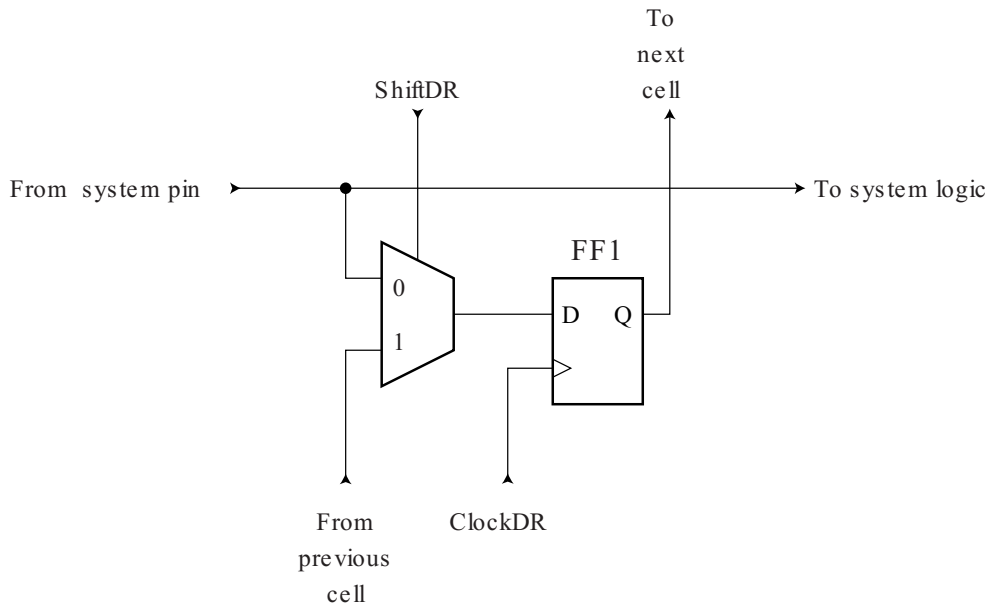 To
next
cell
ShiftDR
From system pin
To system logic
FF1
0
D Q
1
From
previous
cell
ClockDR